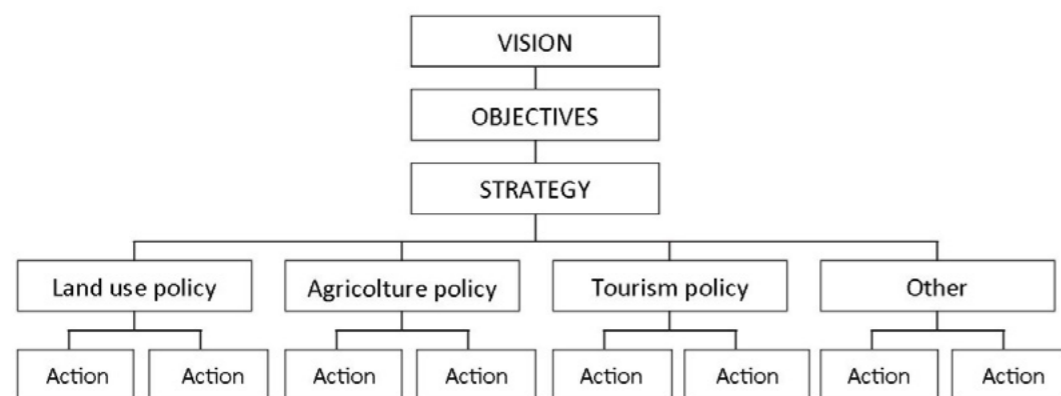 VISION
OBJECTIVES
STRATEGY
Land use policy
Agricolture policy
Tourism policy
Other
Action
Action
Action
Action
Action
Action
Action
Action